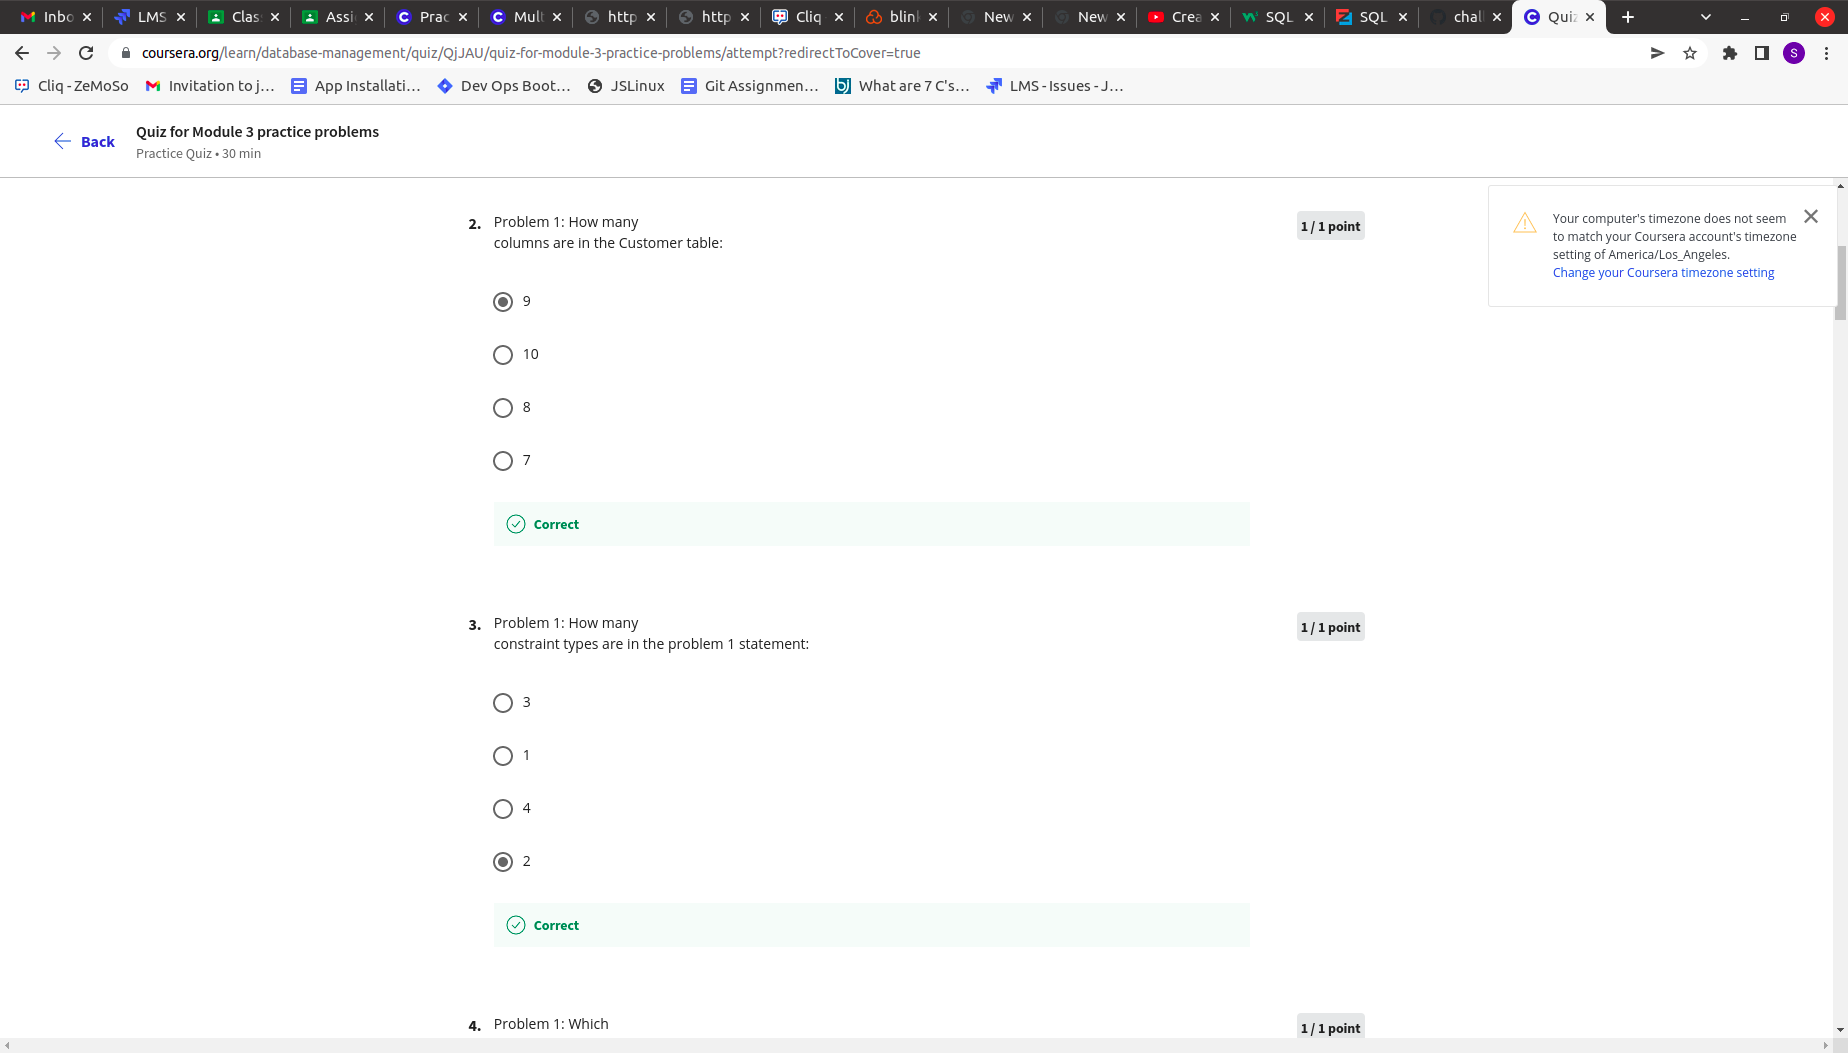 Inbo
LMS
Clas
Assi
Prac
Mult
http
http
Cliq
blin
New
New
Crea
SQL
SQL
chal
Quiz
coursera.org/learn/database-management/quiz/QjJAU/quiz-for-module-3-practice-problems/attempt?redirectToCover=true
S
Cliq - ZeMoSo
Invitation to j...
App Installati...
Dev Ops Boot...
JSLinux
Git Assignmen...
What are 7 C's...
LMS - Issues - J...
Back
Quiz for Module 3 practice problems
Practice Quiz • 30 min
Your computer's timezone does not seem
to match your Coursera account's timezone
setting of America/Los_Angeles.
Change your Coursera timezone setting
2. Problem 1: How many
columns are in the Customer table:
1 / 1 point
9
10
8
7
Correct
3. Problem 1: How many
constraint types are in the problem 1 statement:
1 / 1 point
3
1
4
2
Correct
4. Problem 1: Which
1 / 1 point